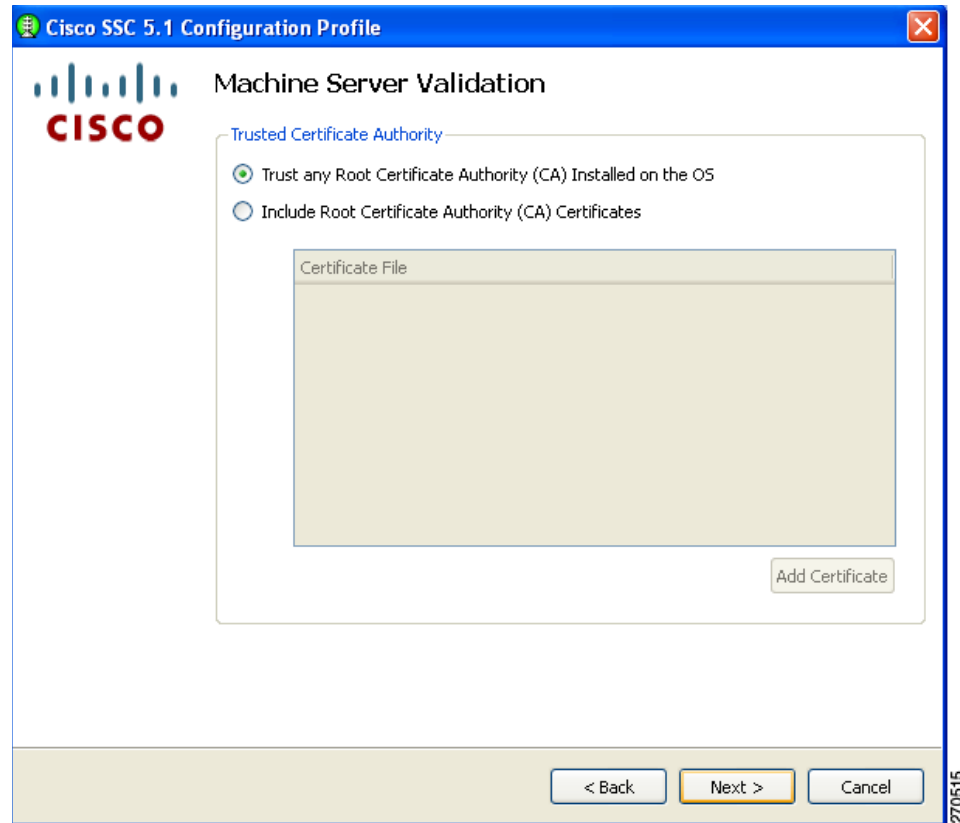 Cisco SSC 5.1 Configuration Profile
CISCO
Machine Server Validation
Trusted Certificate Authority
Trust any Root Certificate Authority (CA) Installed on the OS
Include Root Certificate Authority (CA) Certificates
Certificate File
Add Certificate
< Back
Next >
Cancel
270515